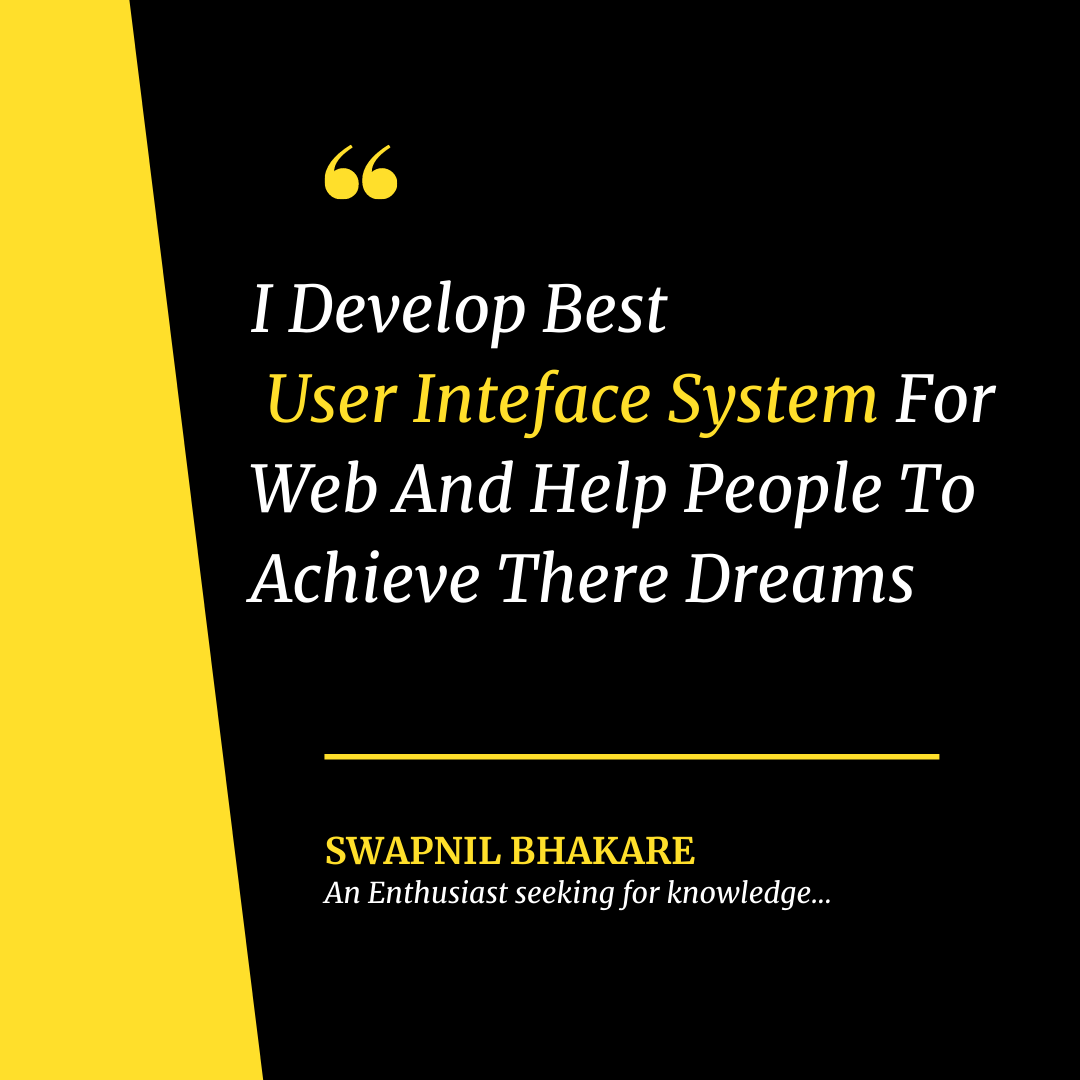 “
I Develop Best
User Inteface System For
Web And Help People To
Achieve There Dreams
SWAPNIL BHAKARE
An Enthusiast seeking for knowledge...